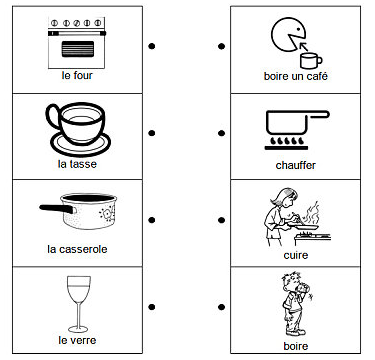 le four
boire un café
la tasse
chauffer
la casserole
cuire
le verre
boire